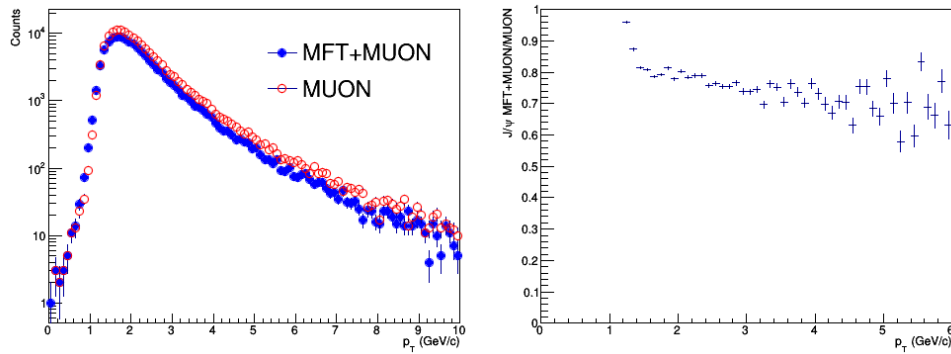 Counts
10⁴
10³
10²
10
1
MFT+MUON
MUON
0 1 2 3 4 5 6 7 8 9 10
p_T (GeV/c)
J/ψ MFT+MUON/MUON
1
0.9
0.8
0.7
0.6
0.5
0.4
0.3
0.2
0.1
0
0 1 2 3 4 5 6
p_T (GeV/c)